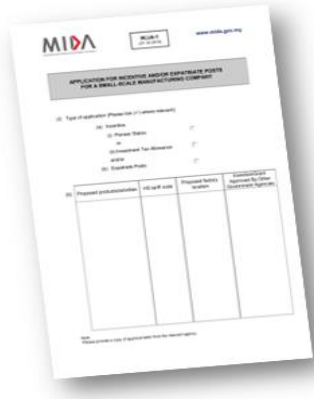 MIDA
www.mida.gov.my
APPLICATION FOR INCENTIVE AND/OR EXPATRIATE POSTS
FOR A SMALL-SCALE MANUFACTURING COMPANY
(i) Type of application (Please tick (✓) where relevant)
(a) Incentive
(i) Pioneer Status
or
(ii) Investment Tax Allowance
and/or
(b) Expatriate Posts
(ii)
Proposed products/activities
HS tariff code
Proposed factory
location
Approved By Other
Government Agencies
Note: